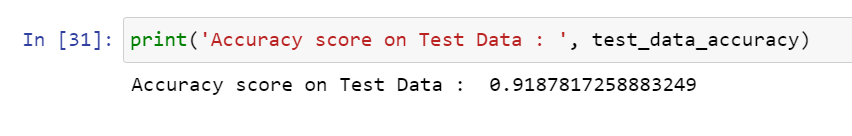 In [31]: print('Accuracy score on Test Data : ', test_data_accuracy)
Accuracy score on Test Data :  0.9187817258883249